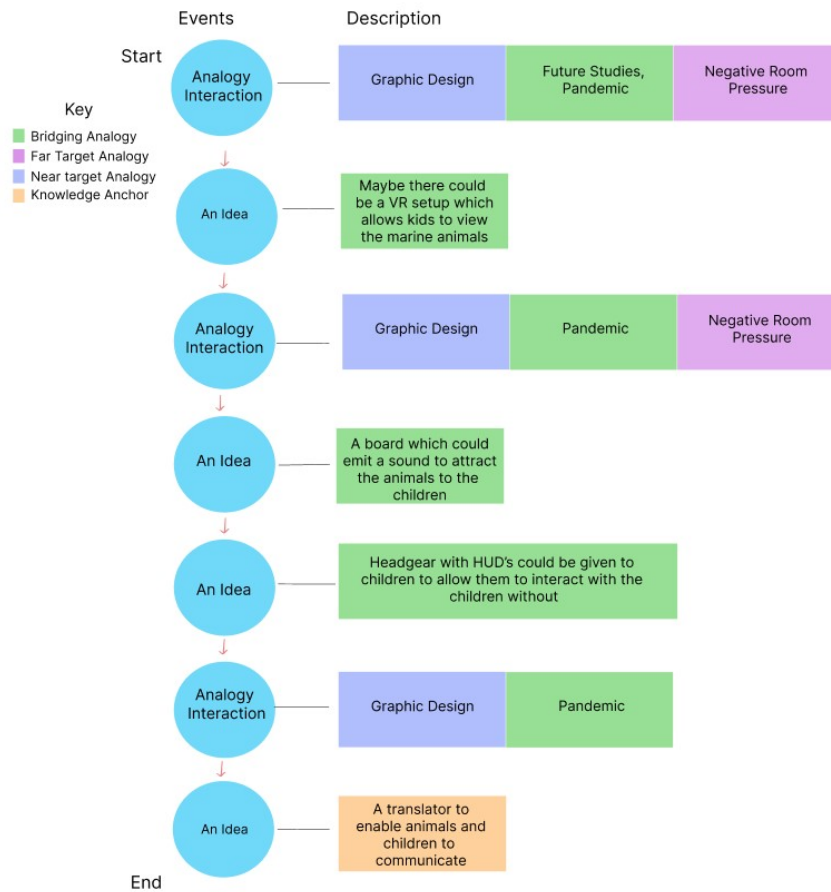 Events
Description
Start
Analogy
Interaction
Graphic Design
Future Studies,
Pandemic
Negative Room
Pressure
Key
Bridging Analogy
Far Target Analogy
Near target Analogy
Knowledge Anchor
An Idea
Maybe there could
be a VR setup which
allows kids to view
the marine animals
Analogy
Interaction
Graphic Design
Pandemic
Negative Room
Pressure
An Idea
A board which could
emit a sound to attract
the animals to the
children
An Idea
Headgear with HUD's could be given to
children to allow them to interact with the
children without
Analogy
Interaction
Graphic Design
Pandemic
An Idea
A translator to
enable animals and
children to
communicate
End